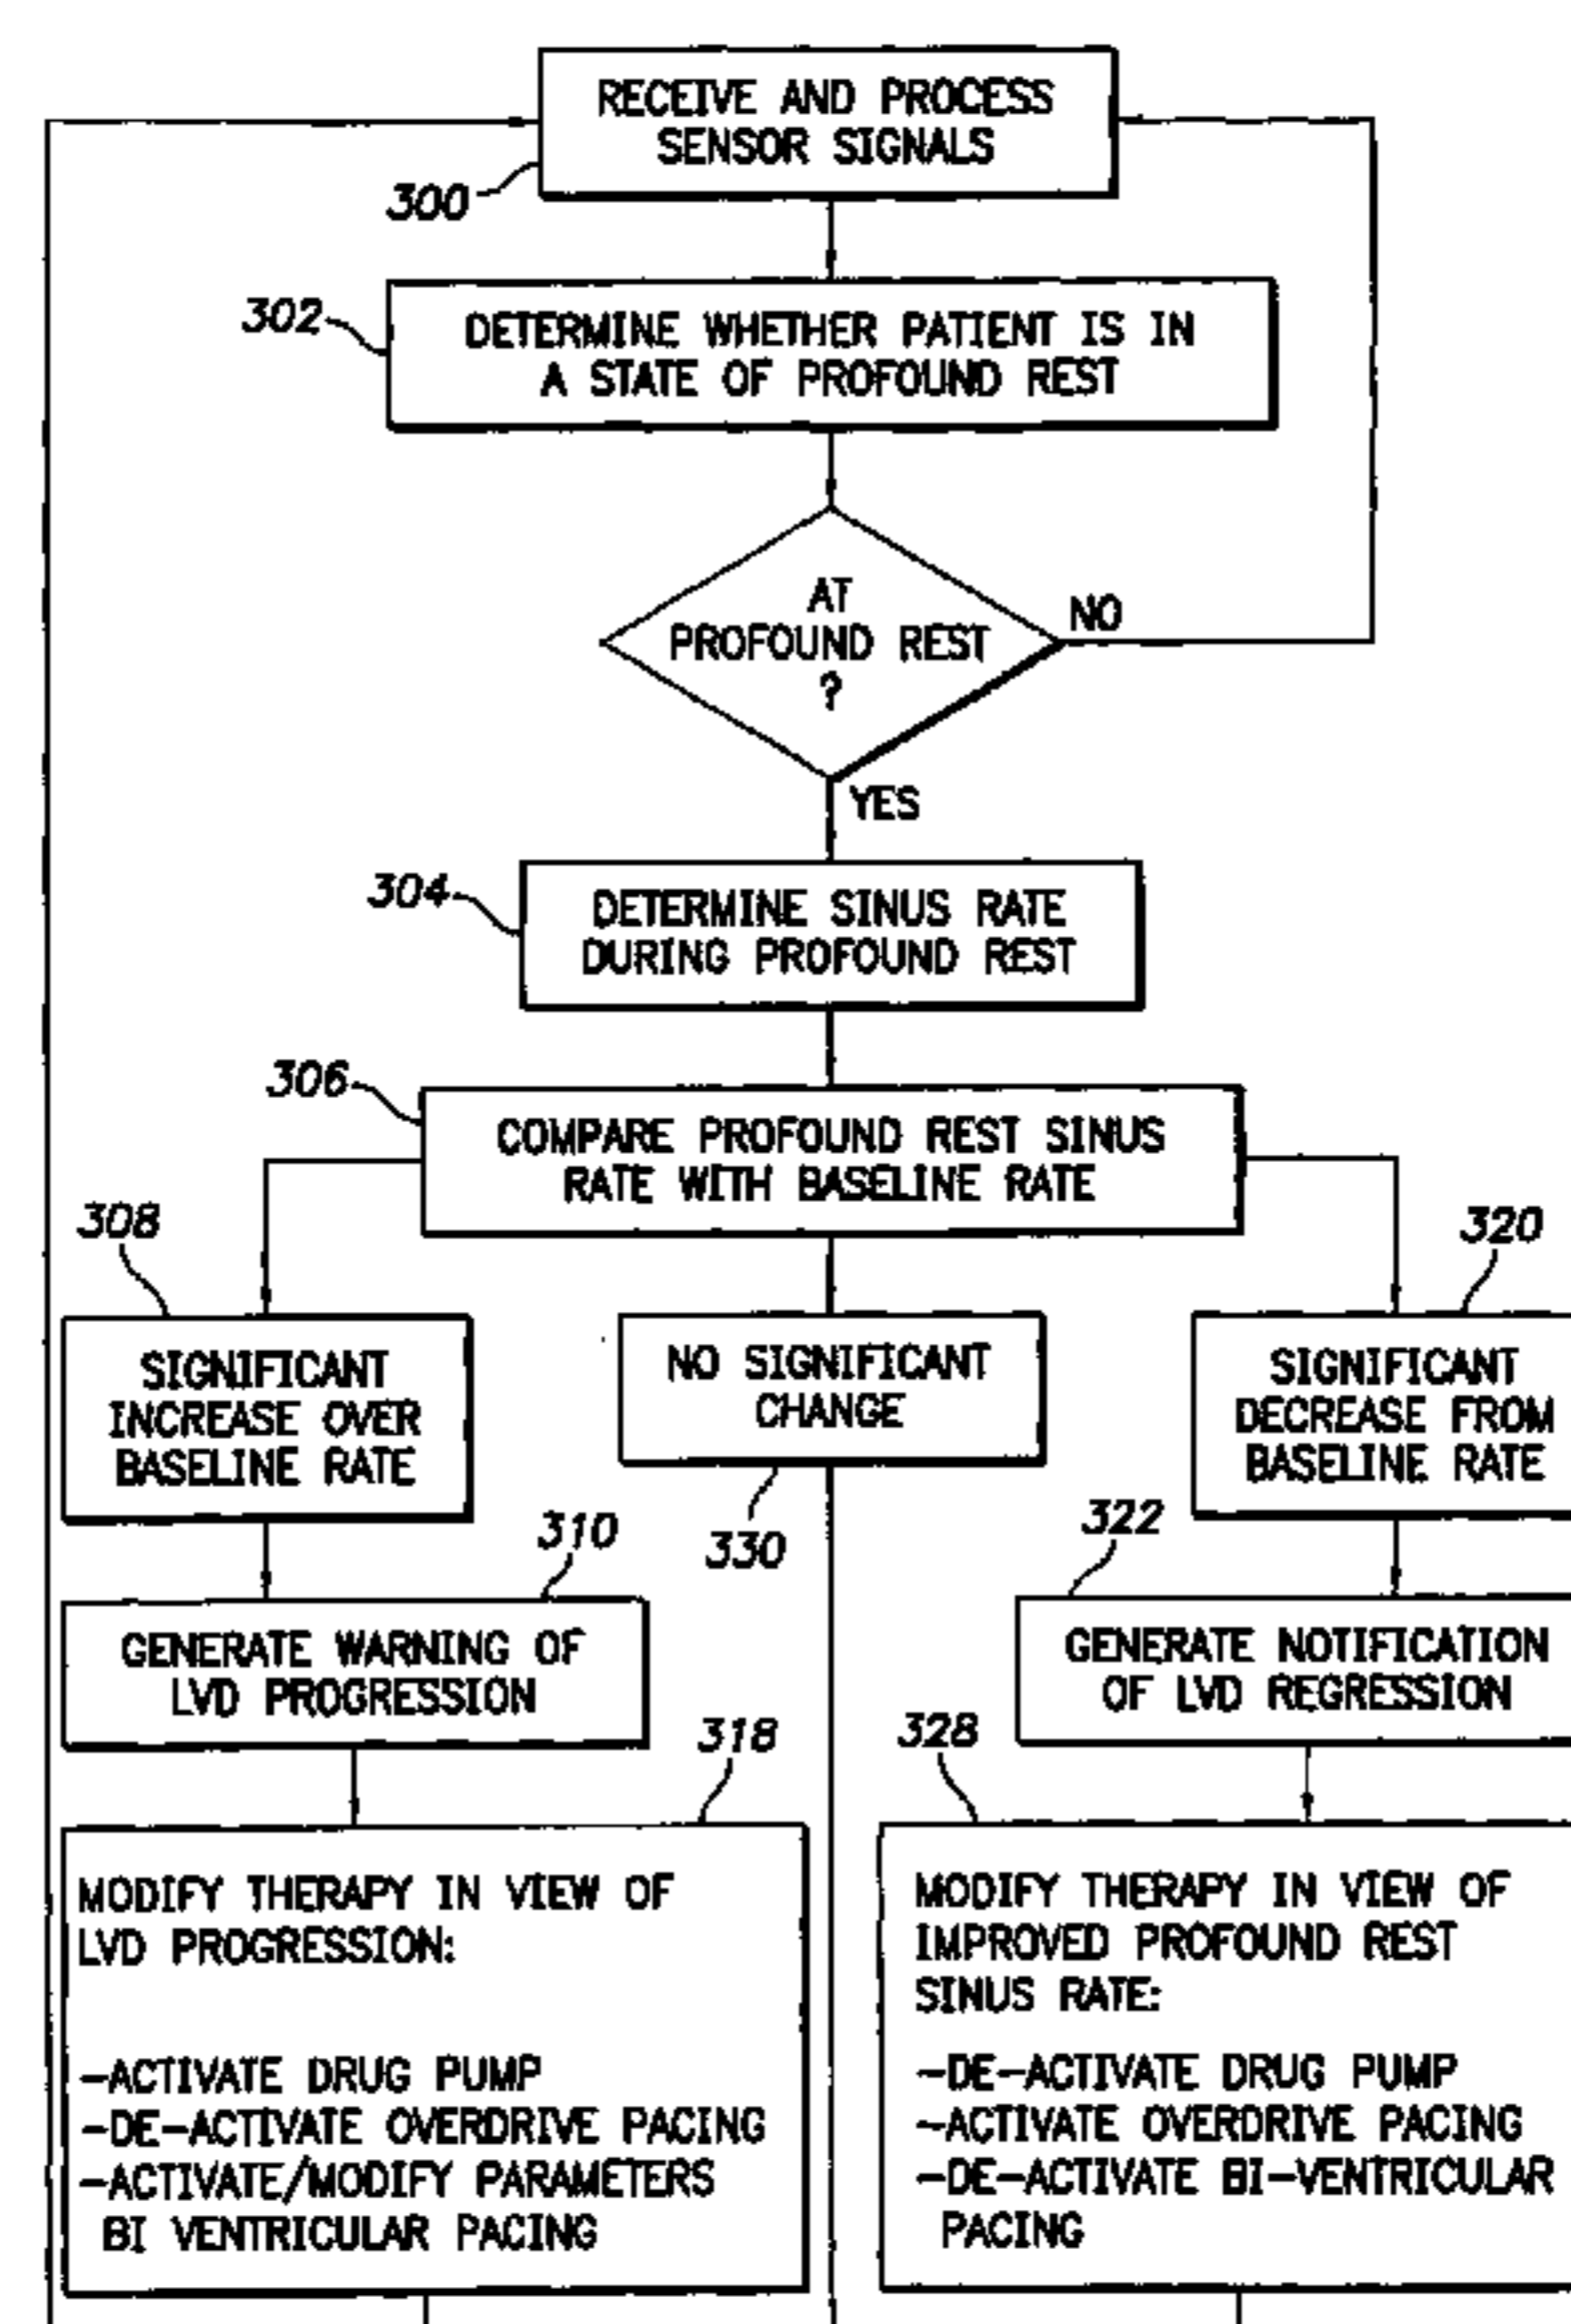 RECEIVE AND PROCESS
SENSOR SIGNALS
300
302
DETERMINE WHETHER PATIENT IS IN
A STATE OF PROFOUND REST
AT
PROFOUND REST
?
NO
YES
304
DETERMINE SINUS RATE
DURING PROFOUND REST
306
COMPARE PROFOUND REST SINUS
RATE WITH BASELINE RATE
308
SIGNIFICANT
INCREASE OVER
BASELINE RATE
NO SIGNIFICANT
CHANGE
330
320
SIGNIFICANT
DECREASE FROM
BASELINE RATE
310
GENERATE WARNING OF
LVD PROGRESSION
322
GENERATE NOTIFICATION
OF LVD REGRESSION
318
MODIFY THERAPY IN VIEW OF
LVD PROGRESSION:
-ACTIVATE DRUG PUMP
-DE-ACTIVATE OVERDRIVE PACING
-ACTIVATE/MODIFY PARAMETERS
BI VENTRICULAR PACING
328
MODIFY THERAPY IN VIEW OF
IMPROVED PROFOUND REST
SINUS RATE:
-DE-ACTIVATE DRUG PUMP
-ACTIVATE OVERDRIVE PACING
-DE-ACTIVATE BI-VENTRICULAR
PACING